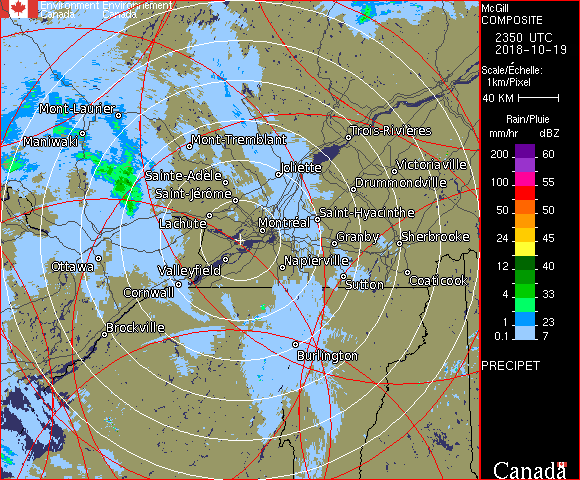 Environment Environnement
Canada Canada
McGill
COMPOSITE
2350 UTC
2018-10-19
Scale/Échelle:
1km/Pixel
40 KM
Rain/Pluie
mm/hr dBZ
200 60
100 55
50 50
24 45
12 40
4 33
1 23
0.1 7
PRECIPET
Canada
Mont-Laurier
Maniwaki
Mont-Tremblant
Trois-Rivières
Sainte-Adèle
Joliette
Victoriaville
Saint-Jérôme
Drummondville
Lachute
Montréal
Saint-Hyacinthe
Granby
Sherbrooke
Ottawa
Valleyfield
Napierville
Cornwall
Sutton
Coaticook
Brockville
Burlington